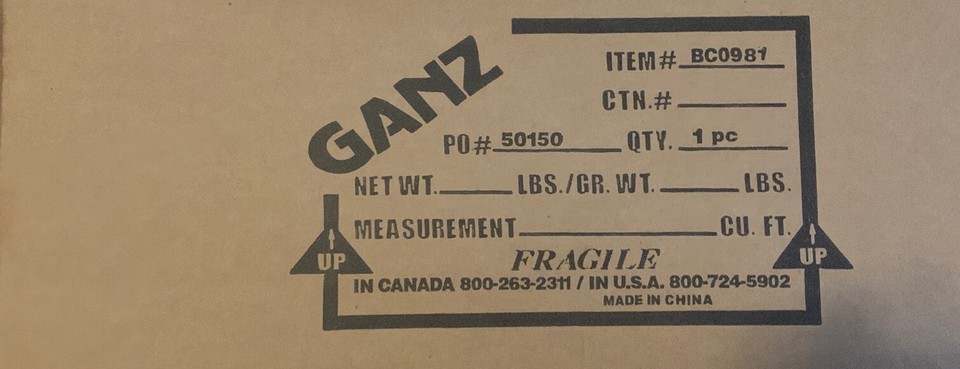 GANZ
ITEM# BC0981
CTN.#
PO# 50150 QTY. 1 pc
NET WT. LBS./GR. WT. LBS.
MEASUREMENT CU. FT.
UP
UP
FRAGILE
IN CANADA 800-263-2311 / IN U.S.A. 800-724-5902
MADE IN CHINA